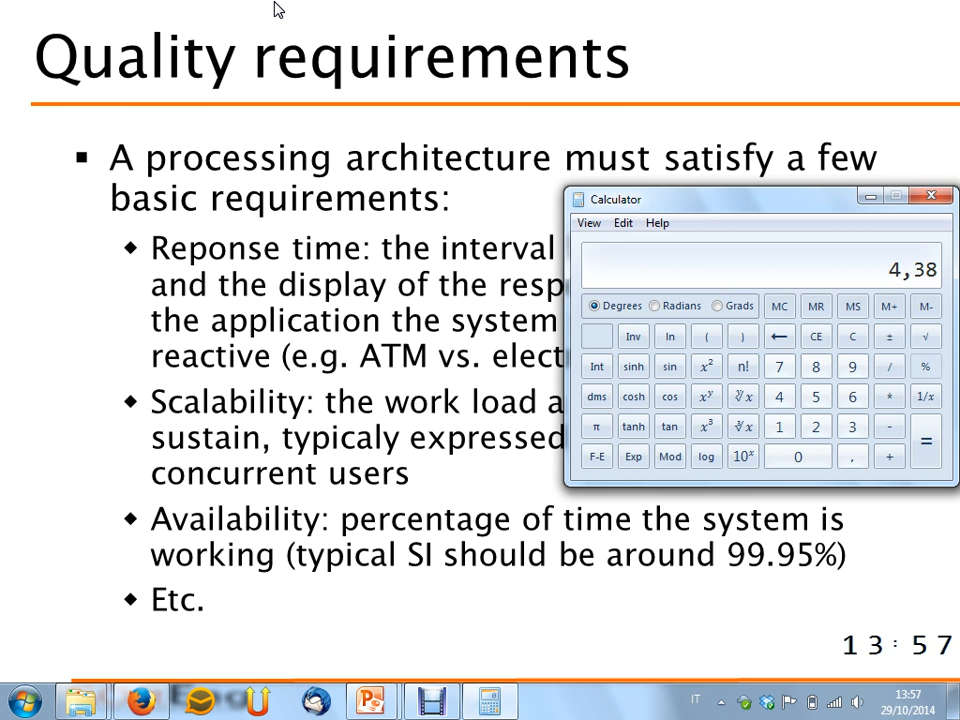 Quality requirements
A processing architecture must satisfy a few
basic requirements:
Reponse time: the interval
and the display of the resp
the application the system
reactive (e.g. ATM vs. elect
Scalability: the work load a
sustain, typicaly expressed
concurrent users
Availability: percentage of time the system is
working (typical SI should be around 99.95%)
Etc.
13:57
Calculator
View Edit Help
4,38
Degrees Radians Grads MC MR MS M+ M-
Inv ln ( ) ← CE C ± √
Int sinh sin x² n! 7 8 9 / %
dms cosh cos xʸ ʸ√x 4 5 6 * 1/x
π tanh tan x³ ³√x 1 2 3 - =
F-E Exp Mod log 10ˣ 0 , +
IT
13:57
29/10/2014